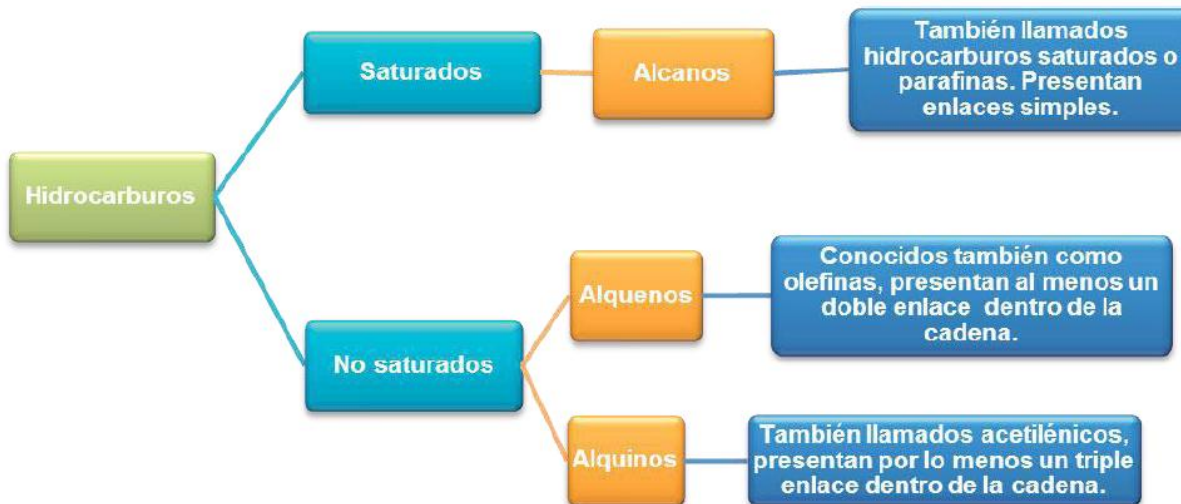 Hidrocarburos
Saturados
Alcanos
También llamados
hidrocarburos saturados o
parafinas. Presentan
enlaces simples.
No saturados
Alquenos
Conocidos también como
olefinas, presentan al menos un
doble enlace dentro de la
cadena.
Alquinos
También llamados acetilénicos,
presentan por lo menos un triple
enlace dentro de la cadena.